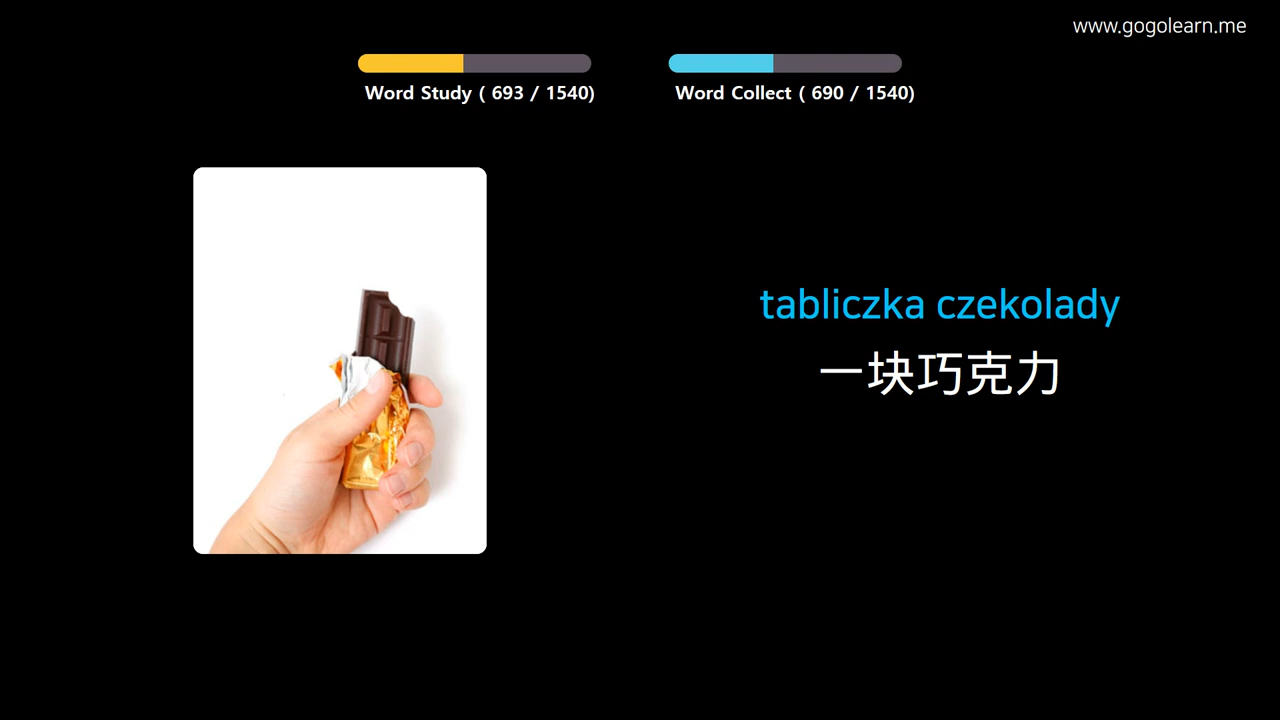 www.gogolearn.me
Word Study ( 693 / 1540)
Word Collect ( 690 / 1540)
tabliczka czekolady
一块巧克力